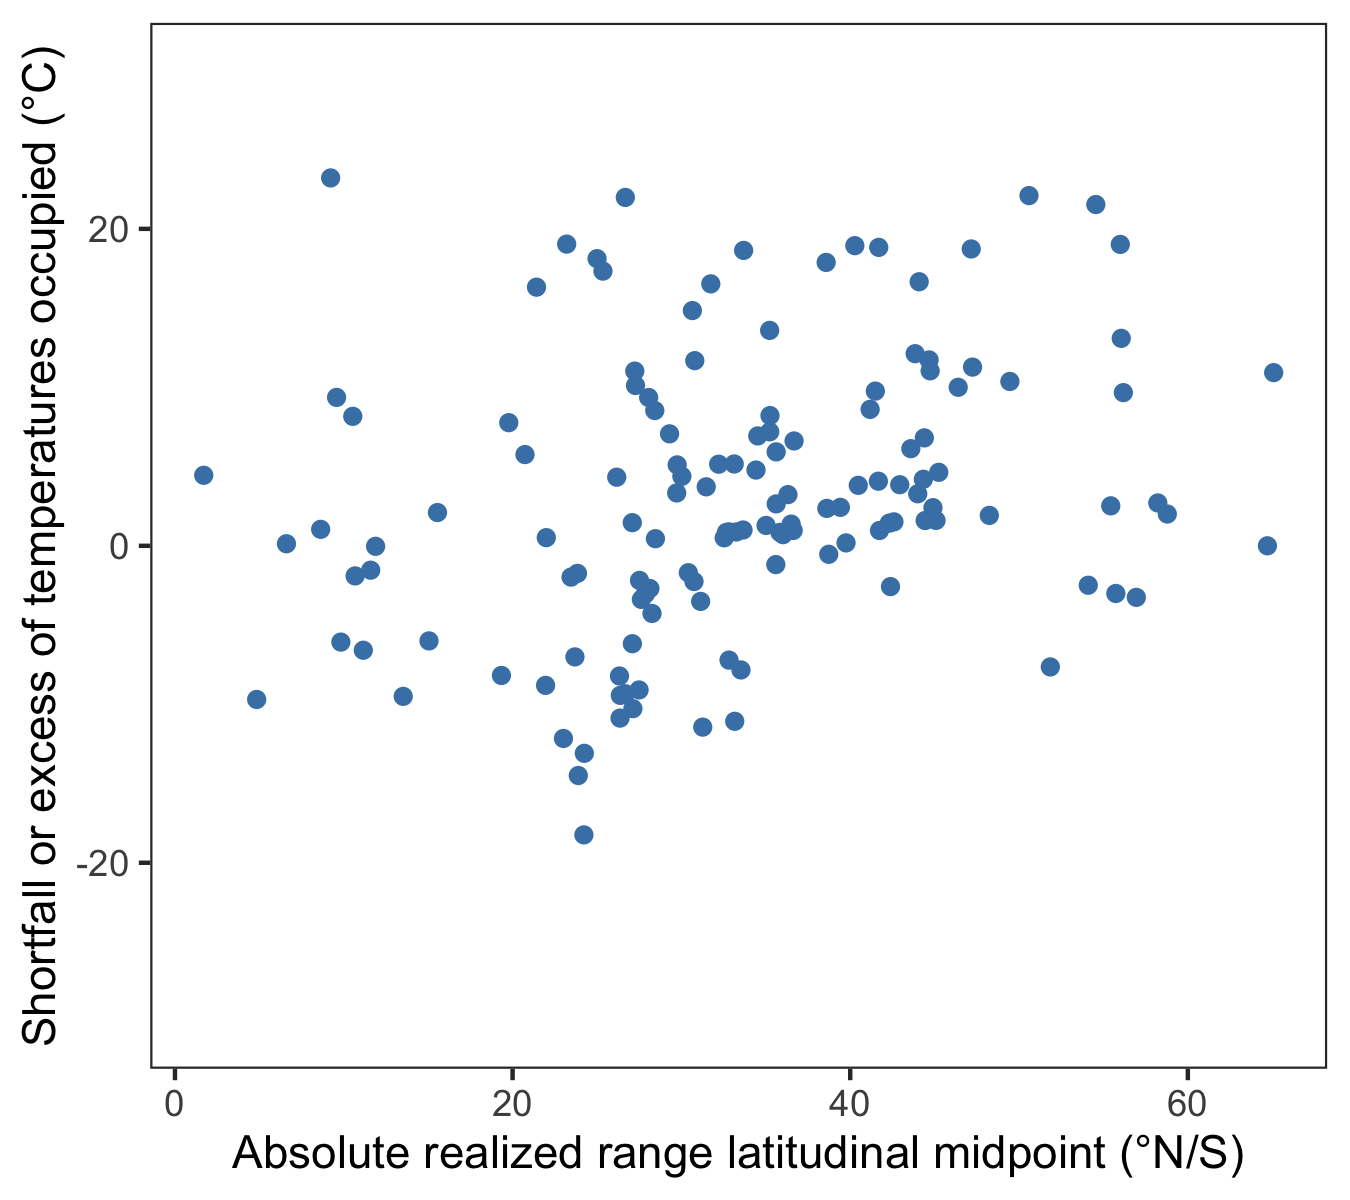 Shortfall or excess of temperatures occupied (°C)
20
0
-20
0 20 40 60
Absolute realized range latitudinal midpoint (°N/S)